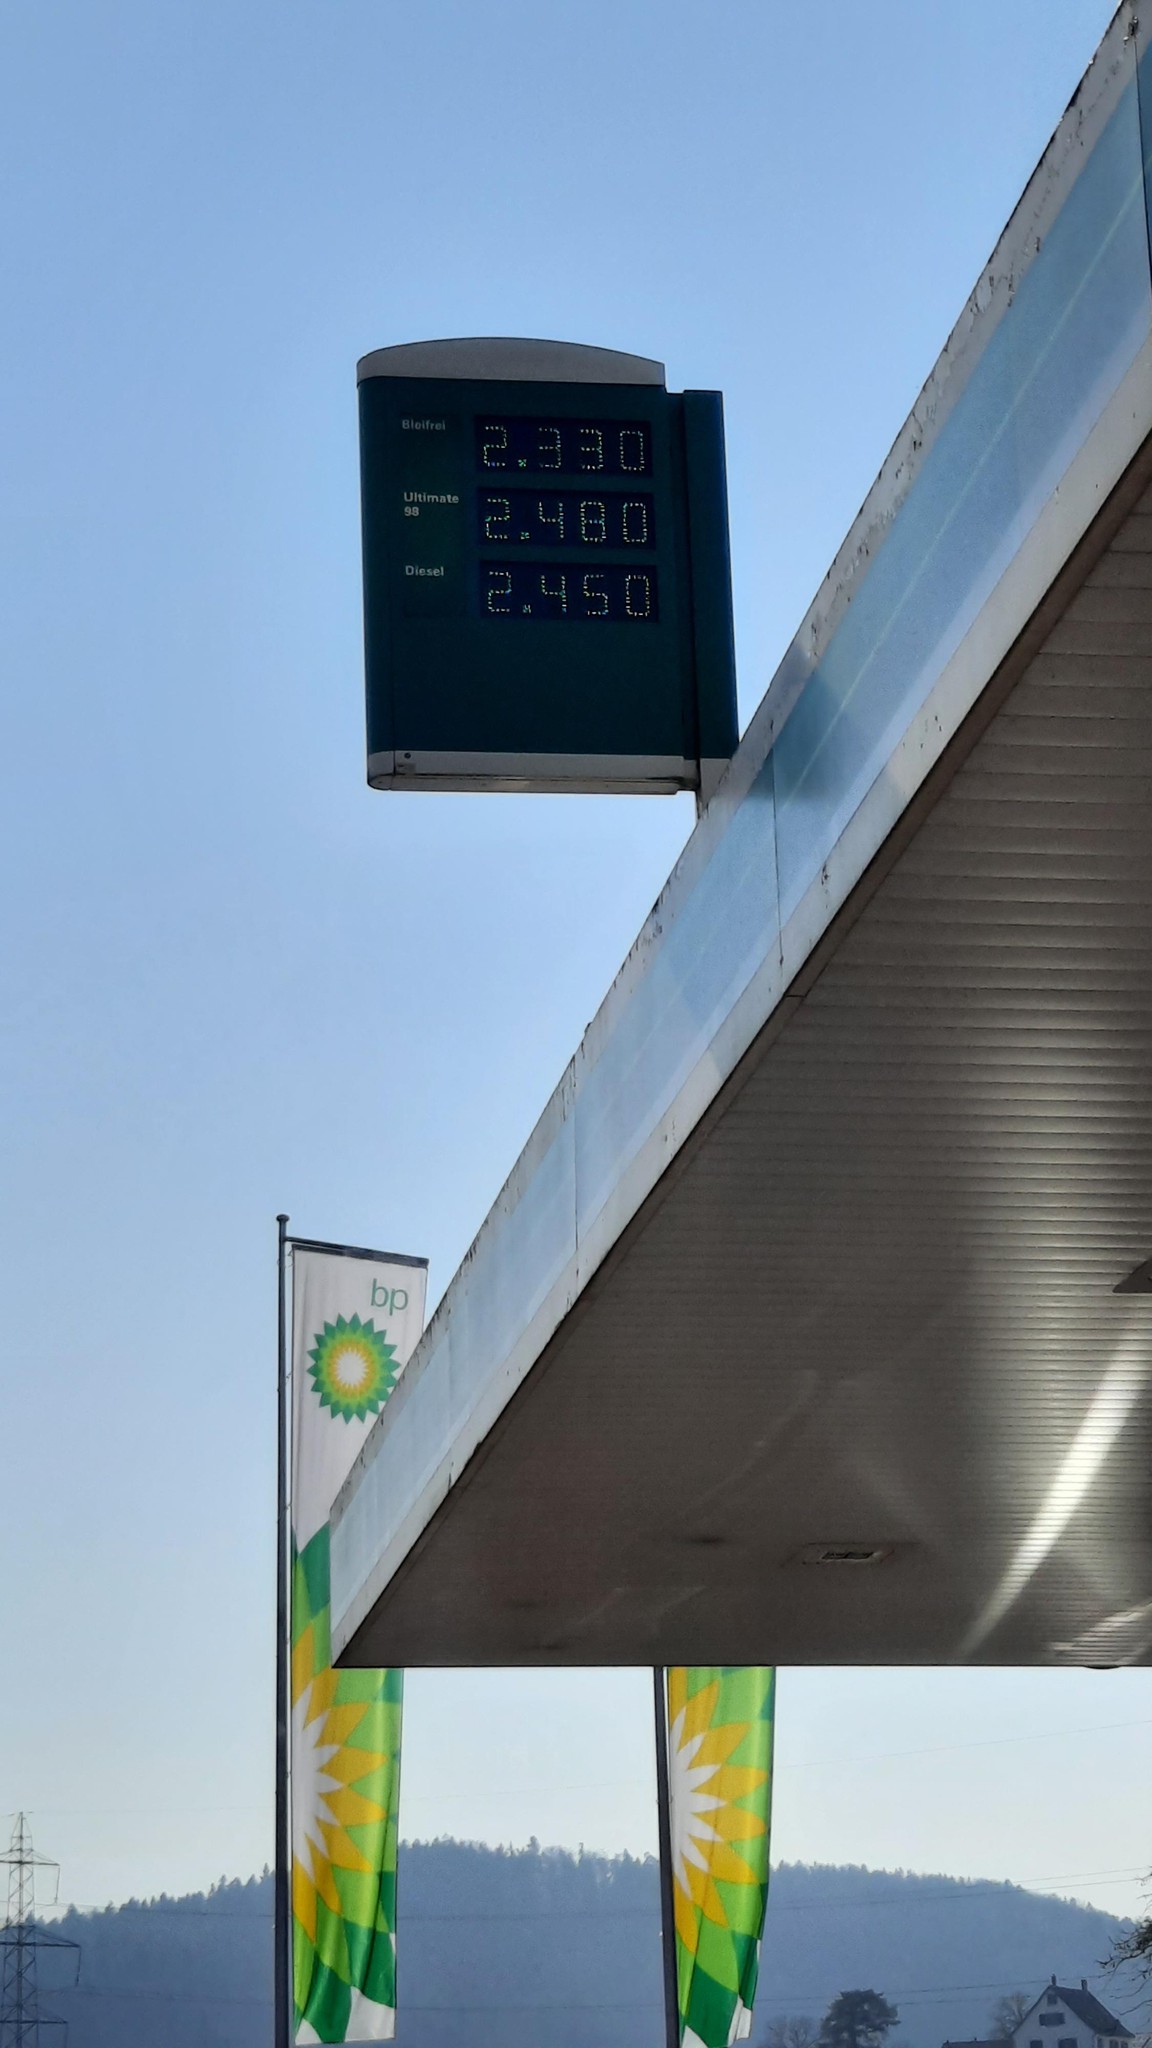 Bleifrei 2.330
Ultimate 2.480
98
Diesel 2.450
bp